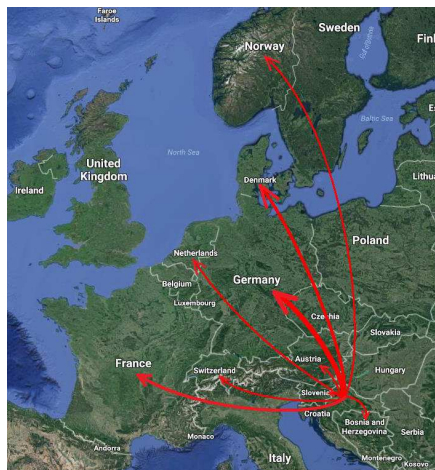 Faroe
Islands
Sweden
Norway
Gulf of Bothnia
Baltic Sea
North Sea
United
Kingdom
Ireland
Denmark
Lithua
Poland
Netherlands
Germany
Belgium
Luxembourg
Czechia
Slovakia
Austria
France
Switzerland
Hungary
Slovenia
Croatia
Bosnia and
Herzegovina
Serbia
Monaco
Andorra
Italy
Montenegro
Kosovo